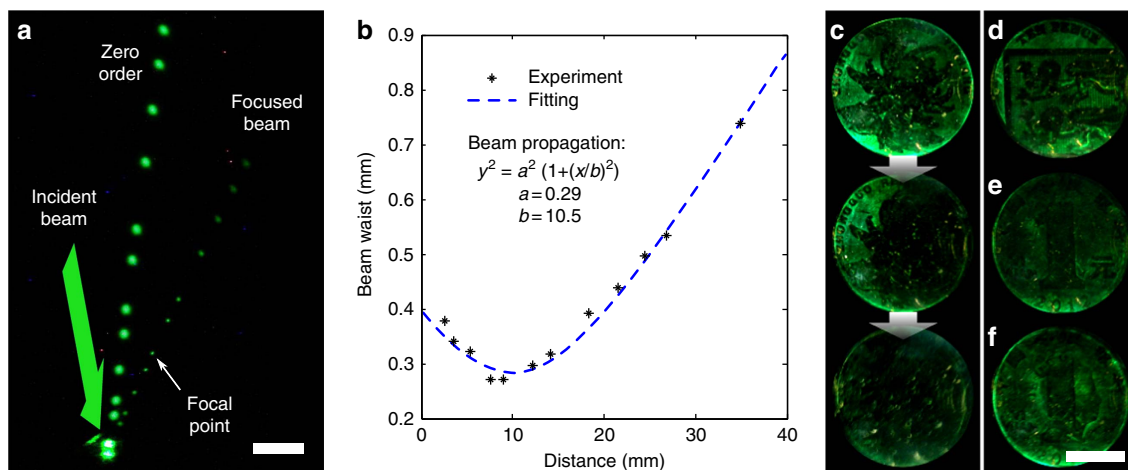 a
Zero
order
Focused
beam
Incident
beam
Focal
point
b
0.9
0.8
0.7
0.6
0.5
0.4
0.3
0.2
Beam waist (mm)
Experiment
Fitting
Beam propagation:
y² = a² (1+(x/b)²)
a = 0.29
b = 10.5
0 10 20 30 40
Distance (mm)
c
d
e
f